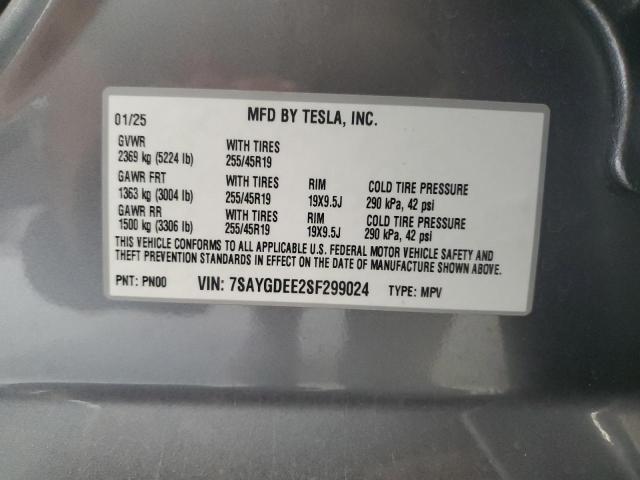 01/25 MFD BY TESLA, INC.
GVWR WITH TIRES
2369 kg (5224 lb) 255/45R19
GAWR FRT WITH TIRES RIM COLD TIRE PRESSURE
1363 kg (3004 lb) 255/45R19 19X9.5J 290 kPa, 42 psi
GAWR RR WITH TIRES RIM COLD TIRE PRESSURE
1500 kg (3306 lb) 255/45R19 19X9.5J 290 kPa, 42 psi
THIS VEHICLE CONFORMS TO ALL APPLICABLE U.S. FEDERAL MOTOR VEHICLE SAFETY AND
THEFT PREVENTION STANDARDS IN EFFECT ON THE DATE OF MANUFACTURE SHOWN ABOVE.
PNT: PN00 VIN: 7SAYGDEE2SF299024 TYPE: MPV